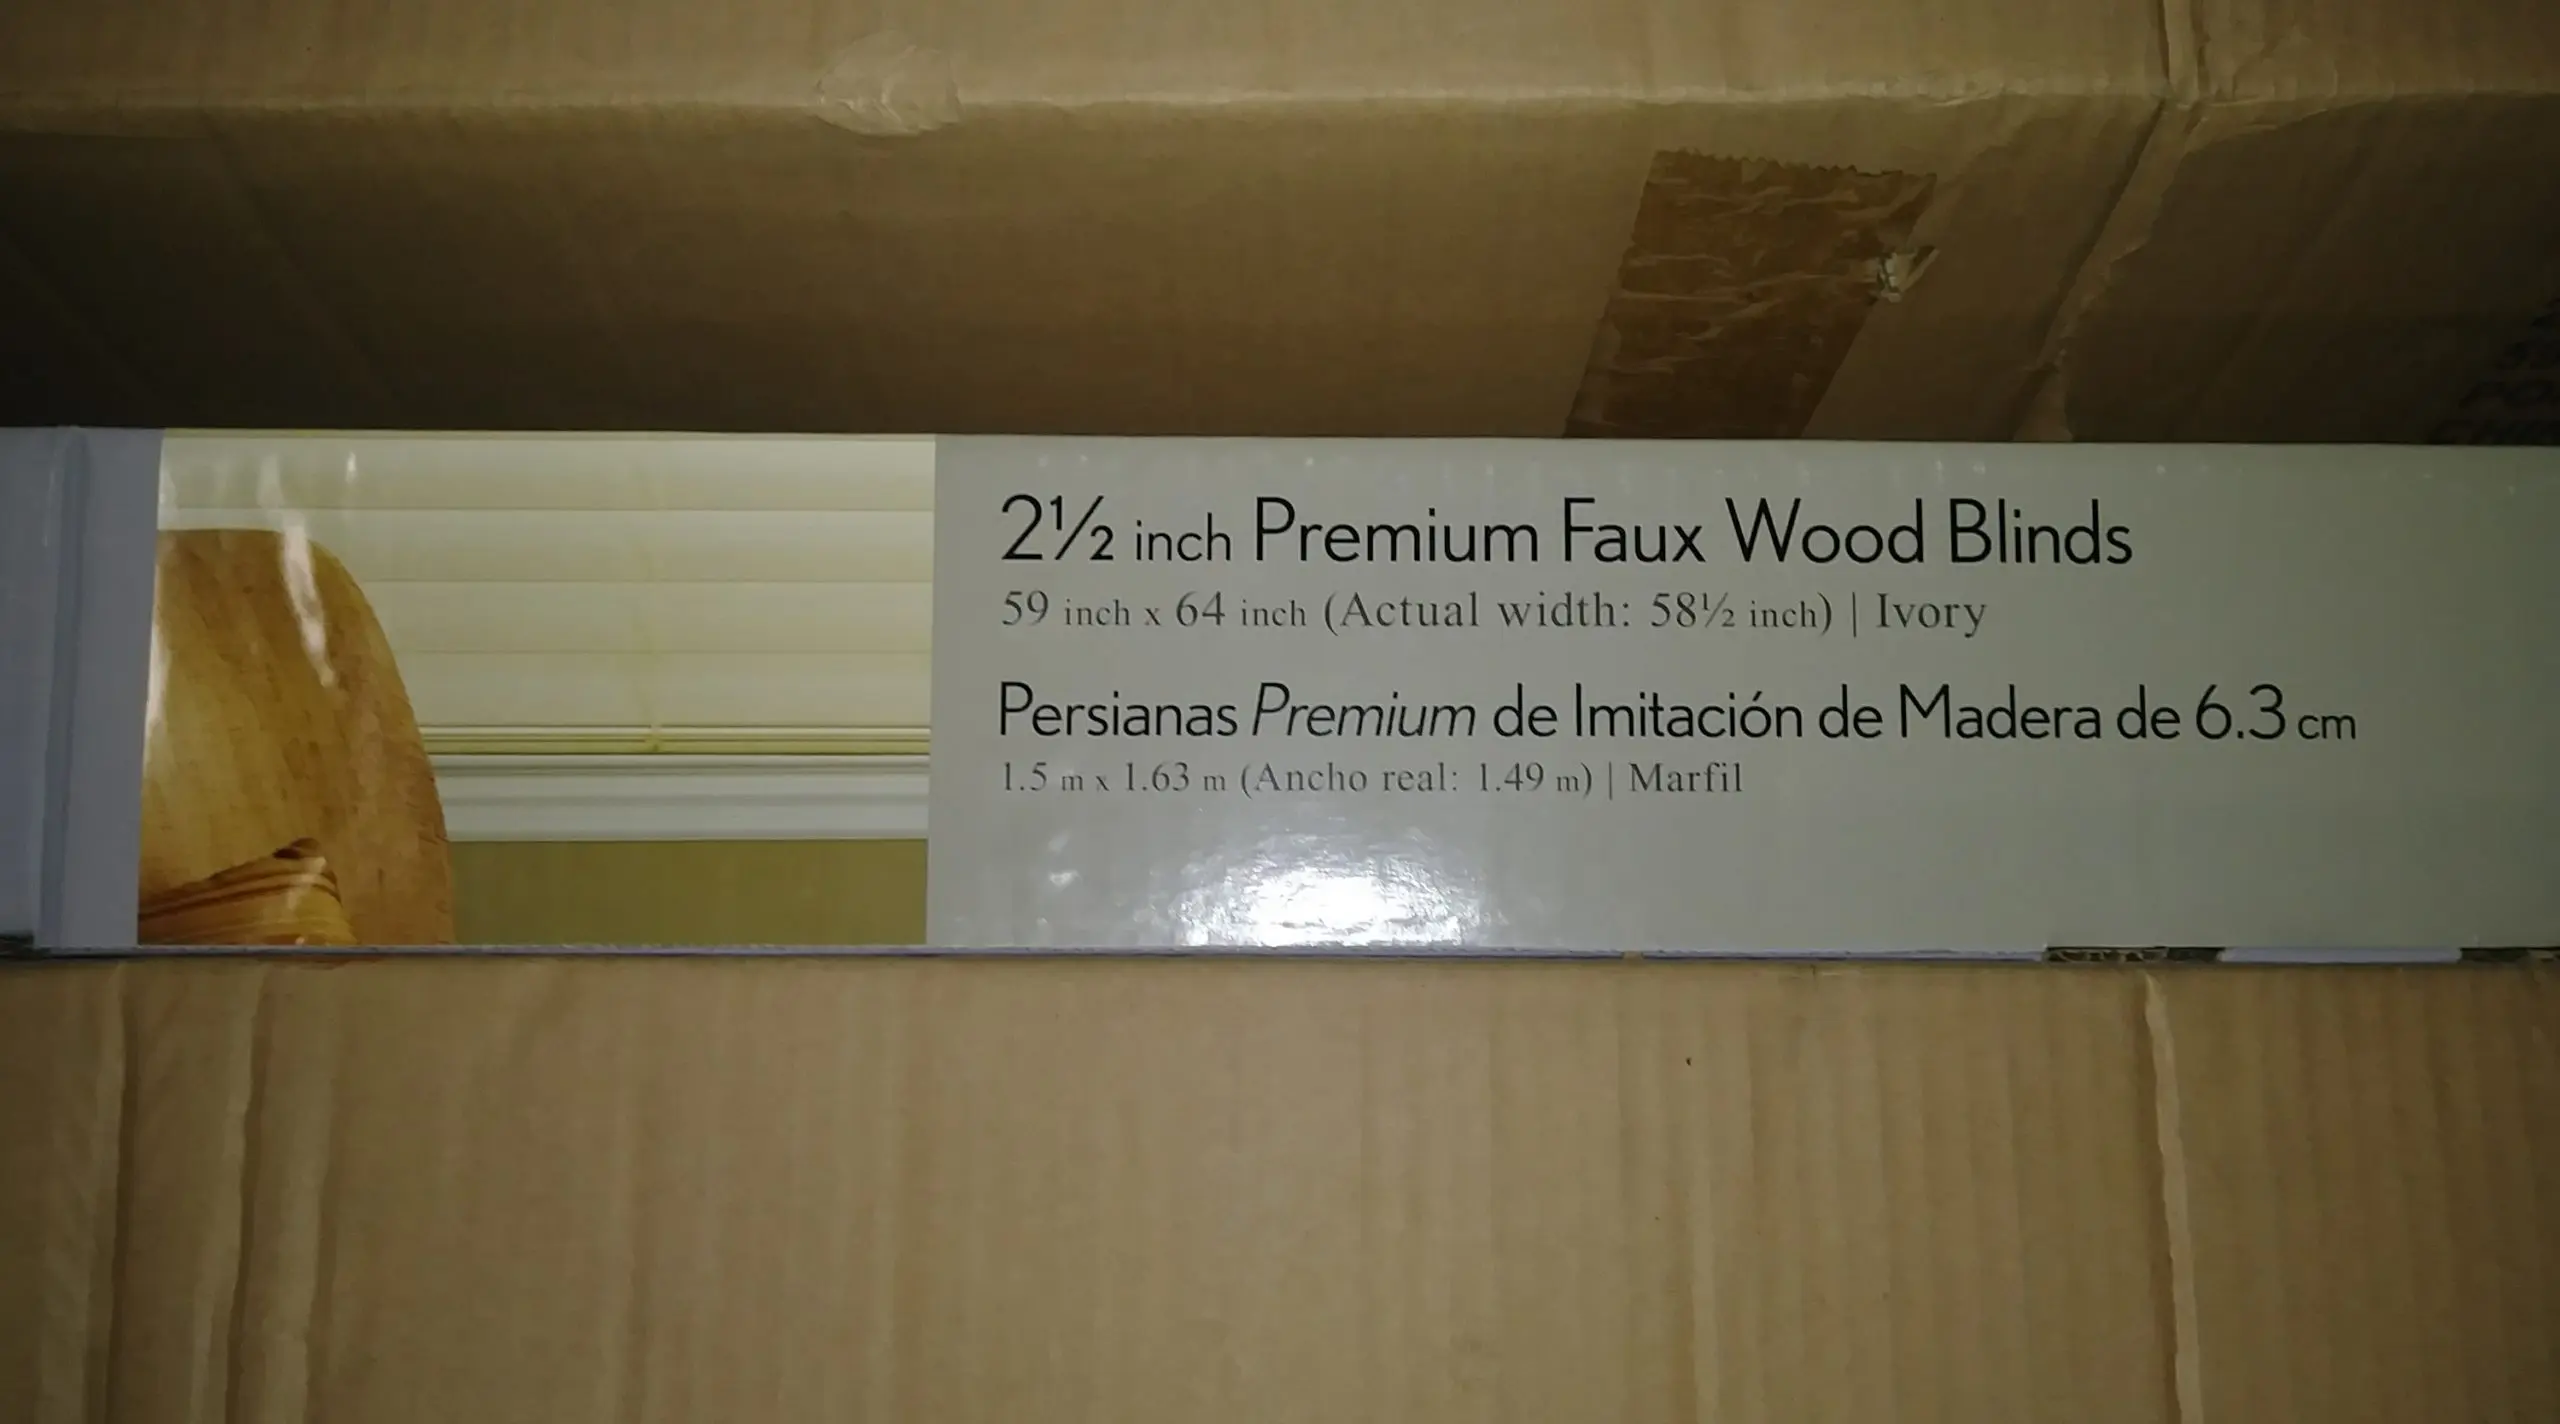 2½ inch Premium Faux Wood Blinds
59 inch x 64 inch (Actual width: 58½ inch) | Ivory
Persianas Premium de Imitación de Madera de 6.3 cm
1.5 m x 1.63 m (Ancho real: 1.49 m) | Marfil